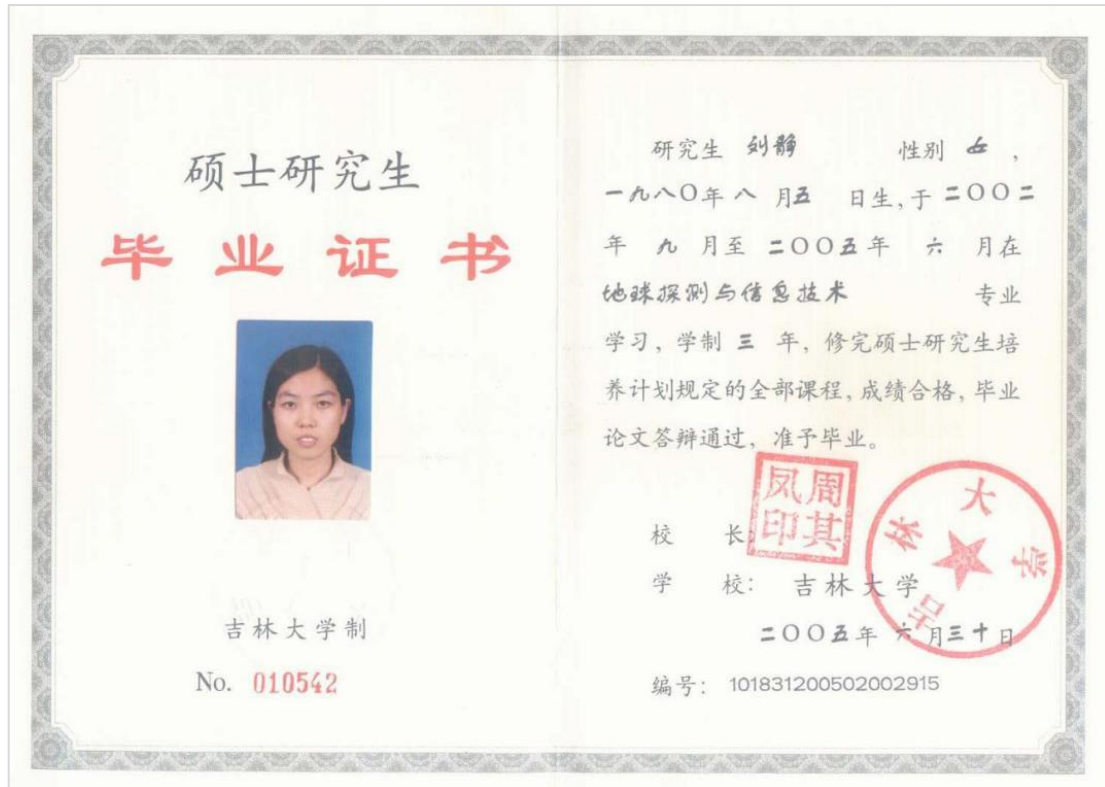 硕士研究生
毕业证书
吉林大学制
No. 010542
研究生 刘静 性别 女，
一九八〇年八月五日生，于二〇〇二
年九月至二〇〇五年六月在
地球探测与信息技术 专业
学习，学制三年，修完硕士研究生培
养计划规定的全部课程，成绩合格，毕业
论文答辩通过，准予毕业。
校 长：
周其凤印
学 校：吉林大学
吉林大学
二〇〇五年六月三十日
编号：101831200502002915